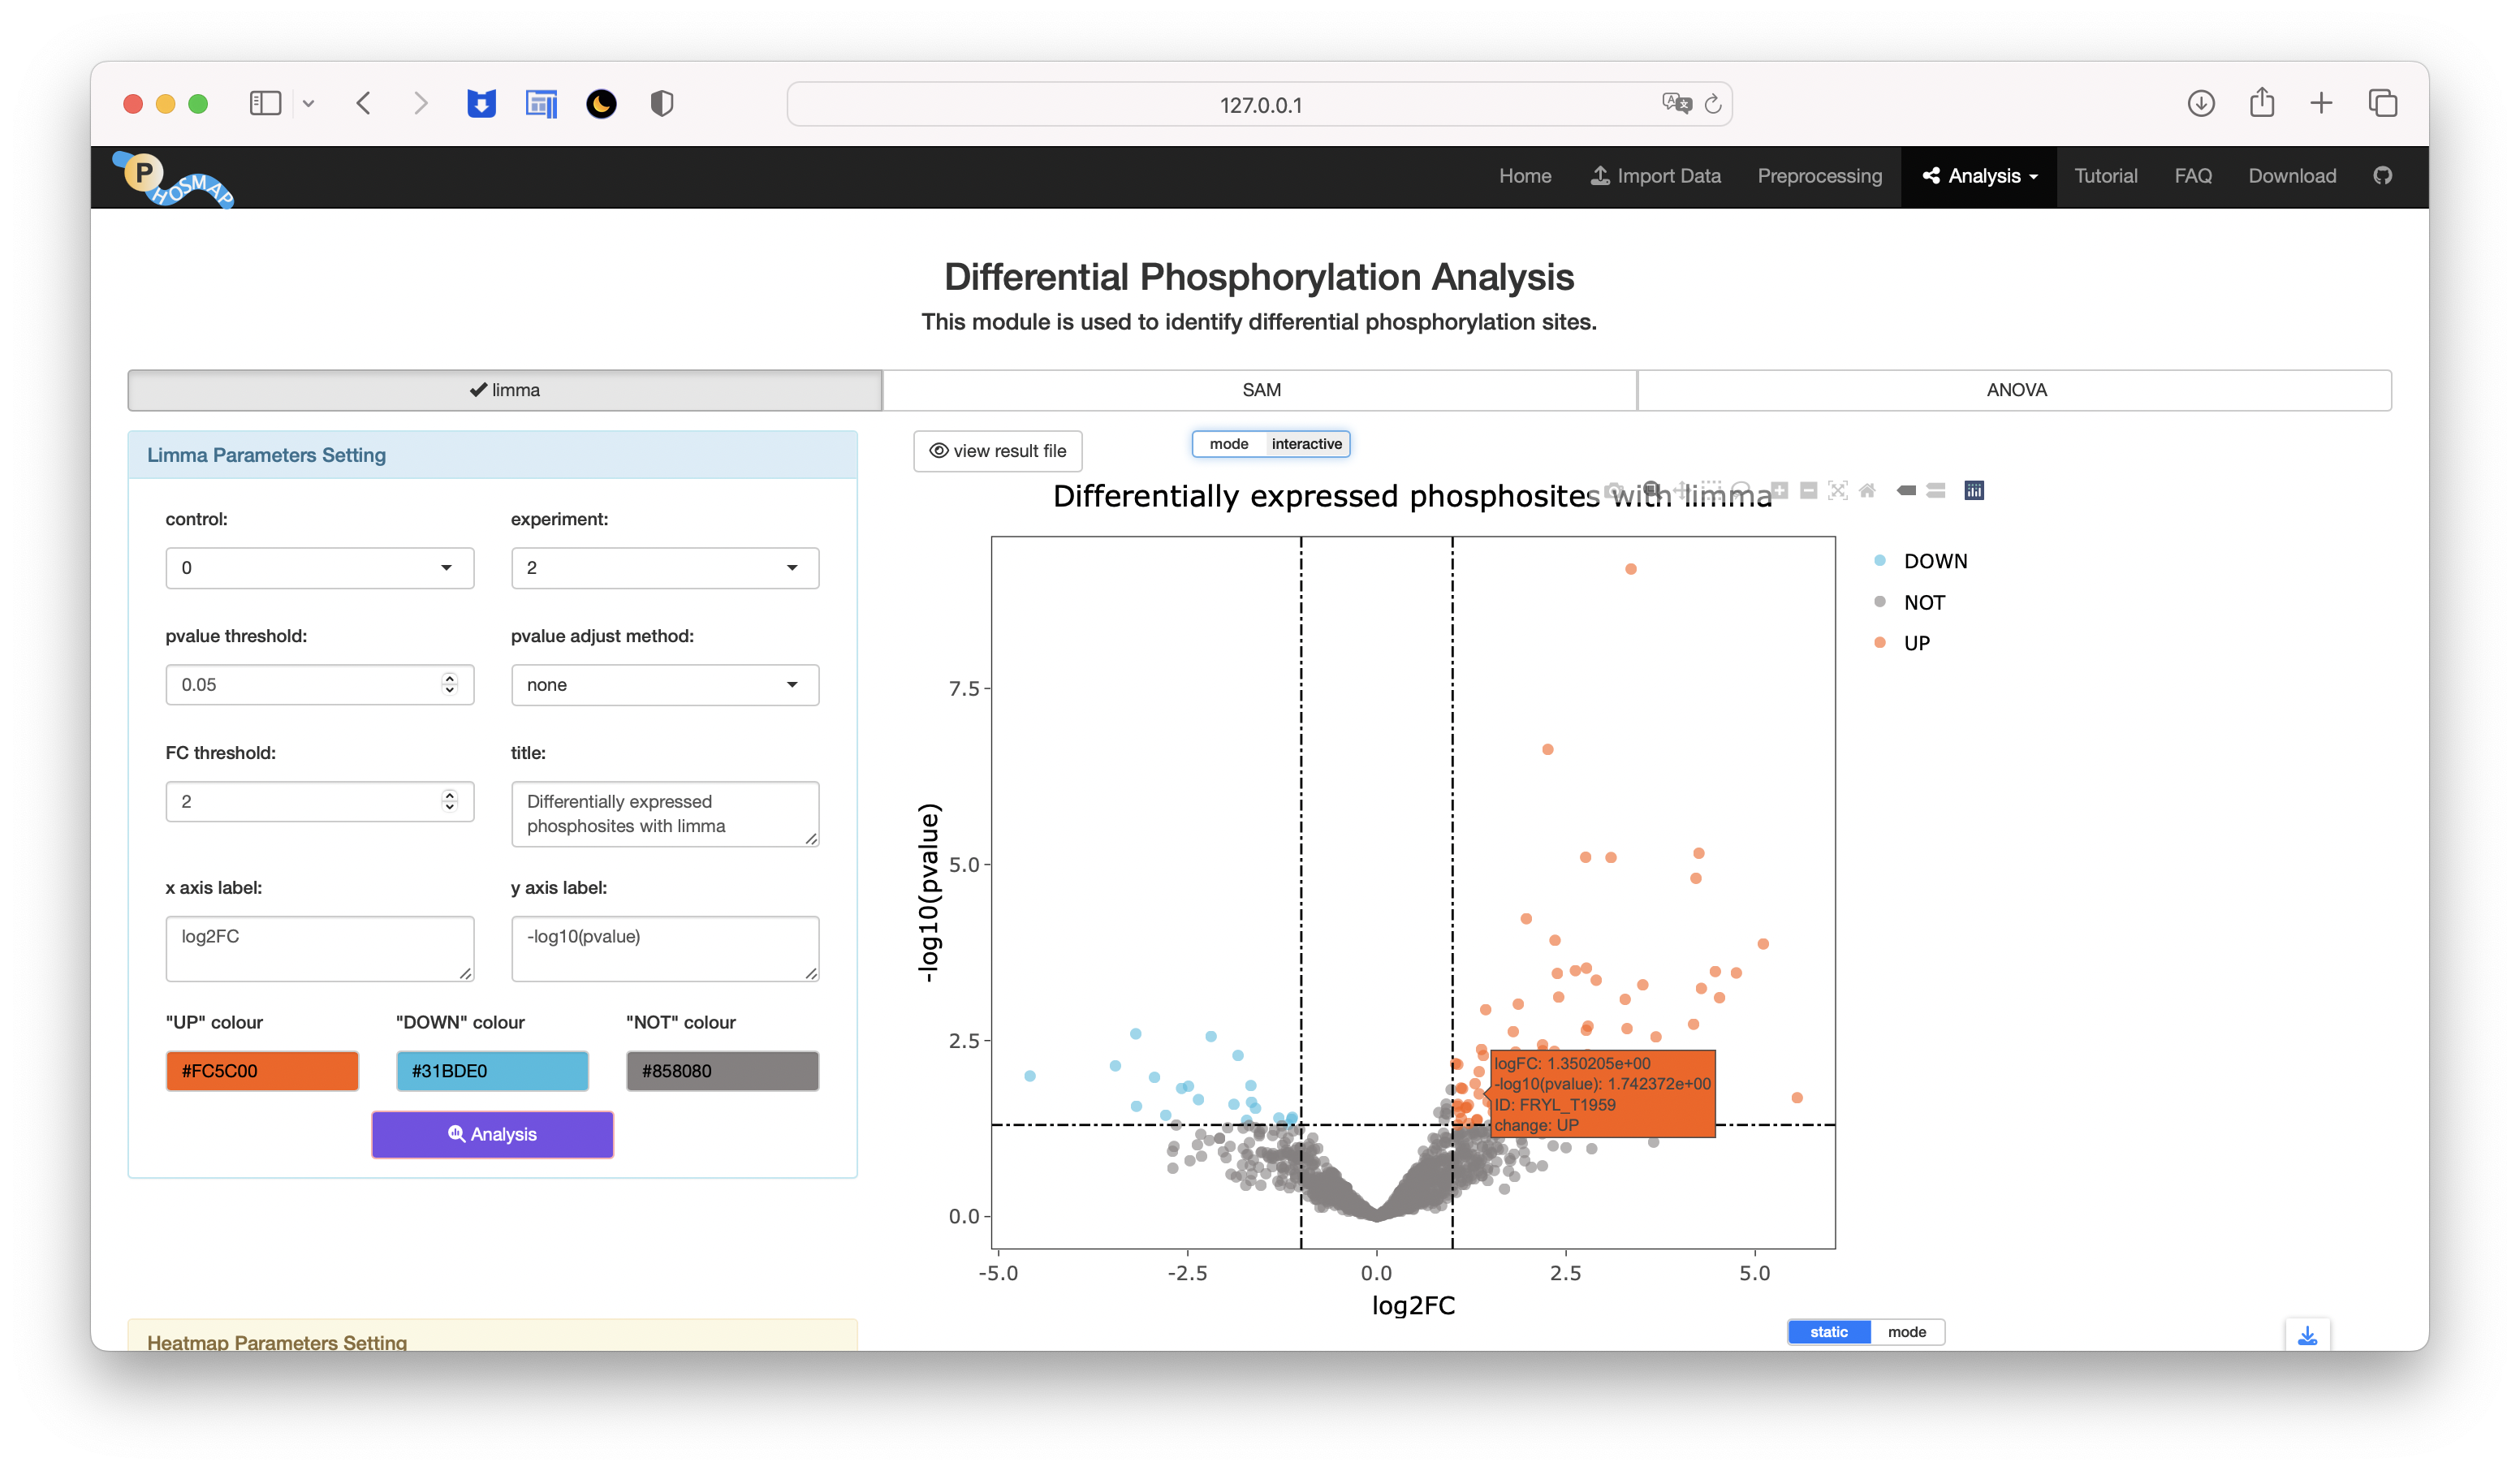 127.0.0.1
PHOSMAP
Home Import Data Preprocessing Analysis Tutorial FAQ Download
Differential Phosphorylation Analysis
This module is used to identify differential phosphorylation sites.
limma SAM ANOVA
Limma Parameters Setting
control: experiment:
0 2
pvalue threshold: pvalue adjust method:
0.05 none
FC threshold: title:
2 Differentially expressed
phosphosites with limma
x axis label: y axis label:
log2FC -log10(pvalue)
"UP" colour "DOWN" colour "NOT" colour
#FC5C00 #31BDE0 #858080
Analysis
Heatmap Parameters Setting
view result file
mode interactive
Differentially expressed phosphosites with limma
DOWN
NOT
UP
-log10(pvalue)
7.5
5.0
2.5
0.0
logFC: 1.350205e+00
-log10(pvalue): 1.742372e+00
ID: FRYL_T1959
change: UP
-5.0 -2.5 0.0 2.5 5.0
log2FC
static mode